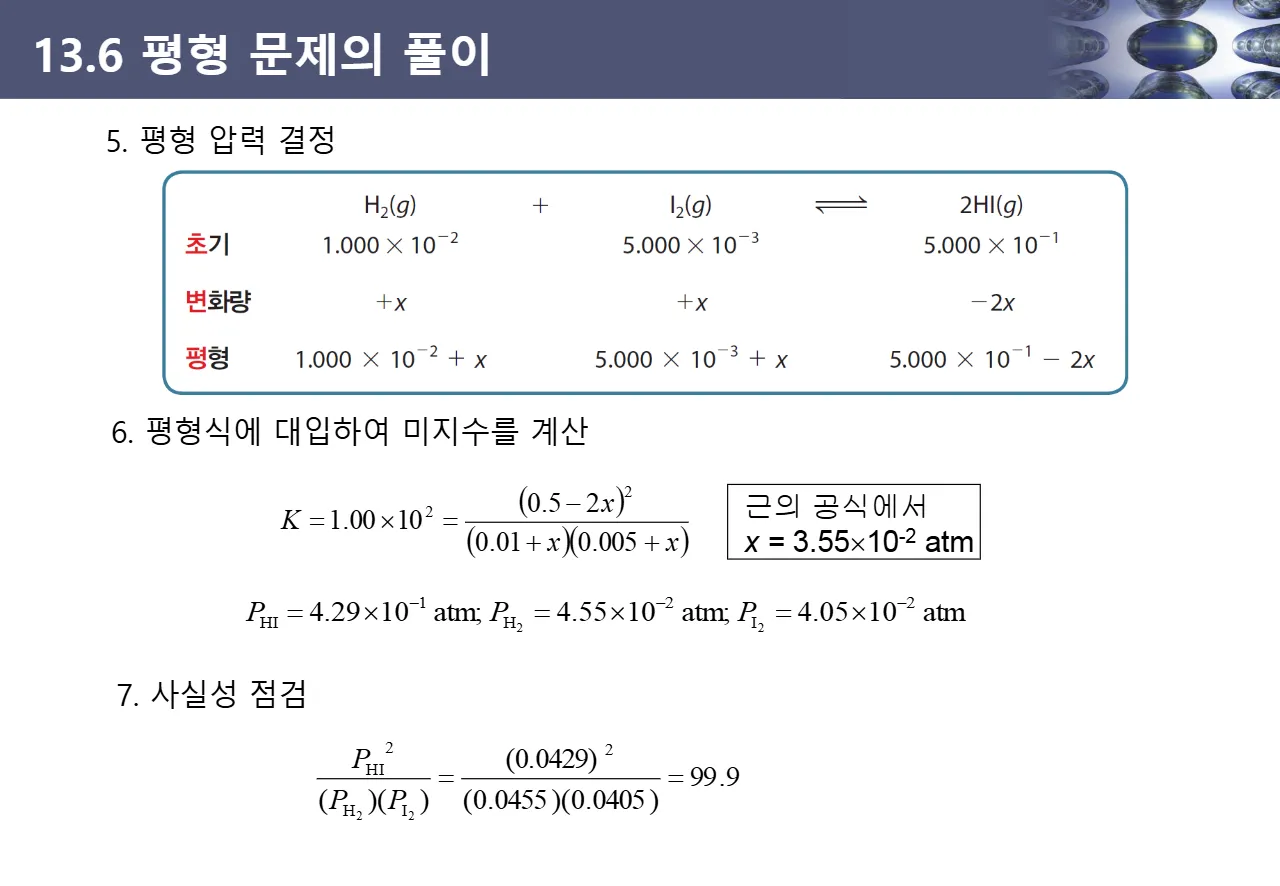 13.6 평형 문제의 풀이
5. 평형 압력 결정
H₂(g) + I₂(g) ⇌ 2HI(g)
초기 1.000 × 10⁻² 5.000 × 10⁻³ 5.000 × 10⁻¹
변화량 +x +x −2x
평형 1.000 × 10⁻² + x 5.000 × 10⁻³ + x 5.000 × 10⁻¹ − 2x
6. 평형식에 대입하여 미지수를 계산
K = 1.00 × 10² = (0.5 − 2x)² / (0.01 + x)(0.005 + x)
근의 공식에서
x = 3.55×10⁻² atm
P_HI = 4.29×10⁻¹ atm; P_H₂ = 4.55×10⁻² atm; P_I₂ = 4.05×10⁻² atm
7. 사실성 점검
P_HI² / (P_H₂)(P_I₂) = (0.0429)² / (0.0455)(0.0405) = 99.9